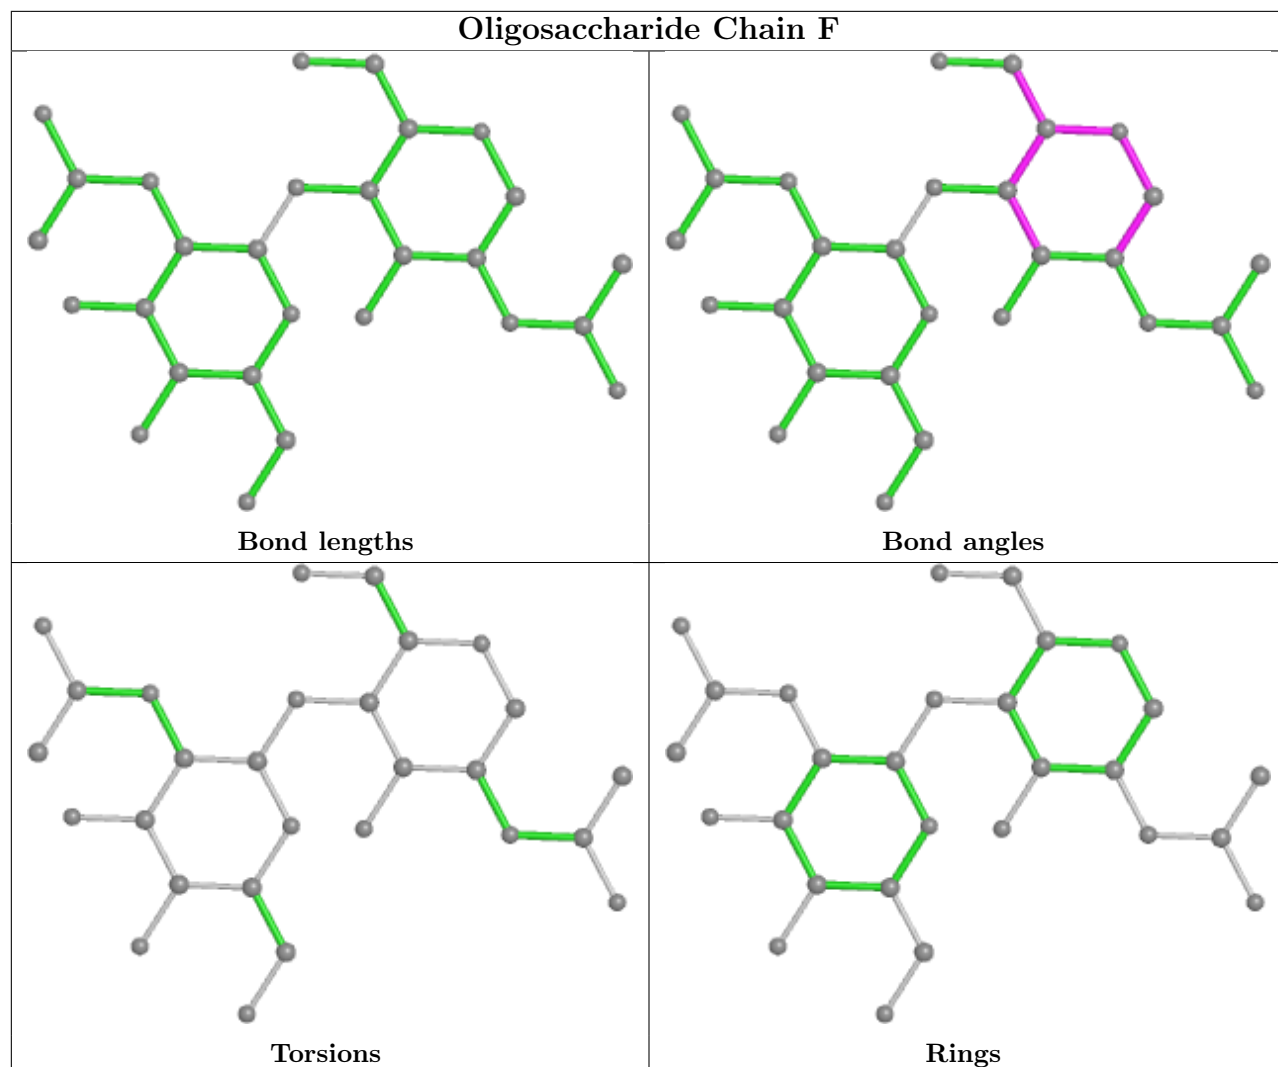 Oligosaccharide Chain F
Bond lengths
Bond angles
Torsions
Rings